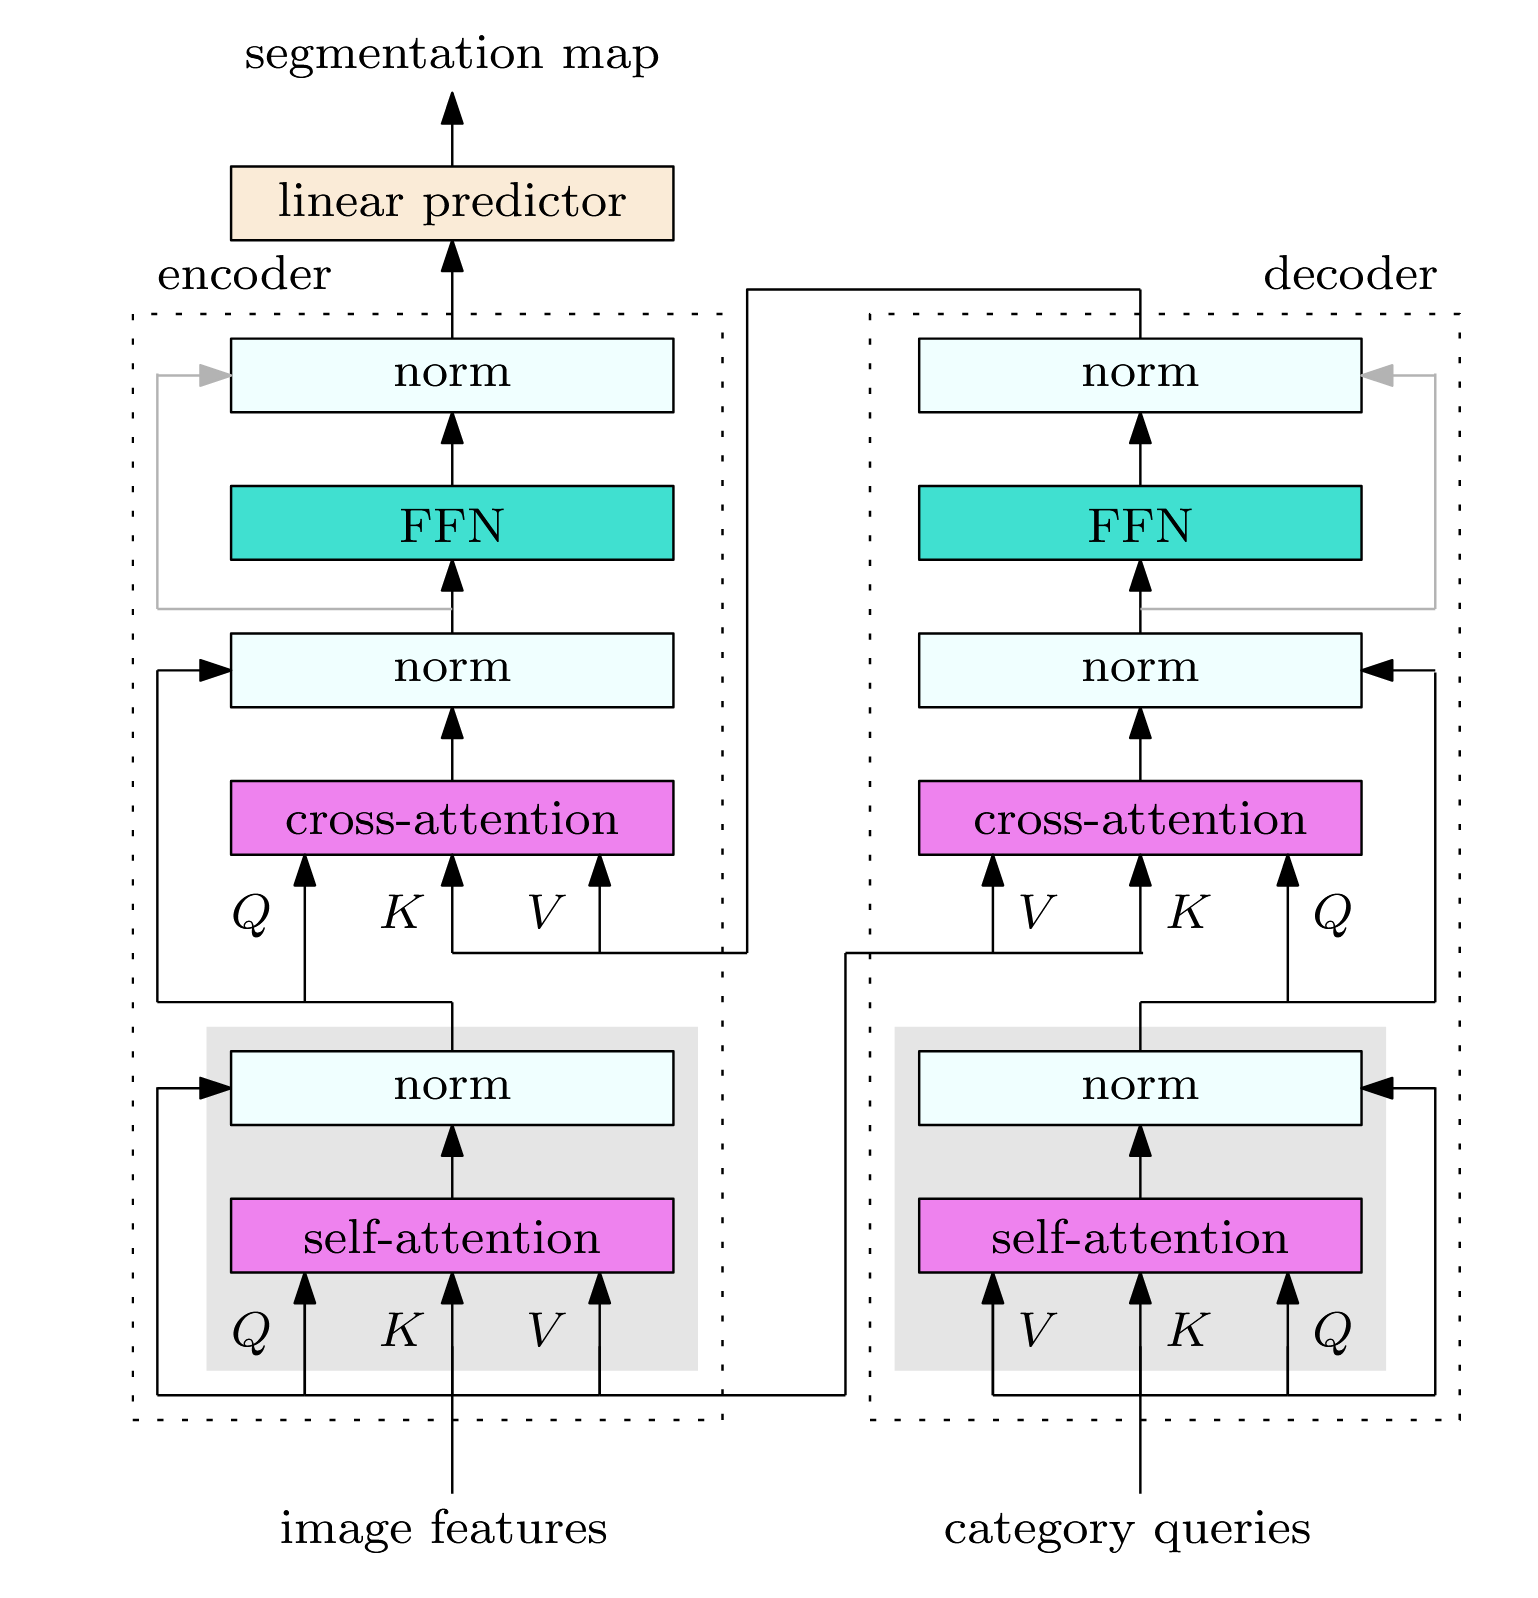 segmentation map
linear predictor
encoder
decoder
norm
norm
FFN
FFN
norm
norm
cross-attention
cross-attention
Q K V
V K Q
norm
norm
self-attention
self-attention
Q K V
V K Q
image features
category queries